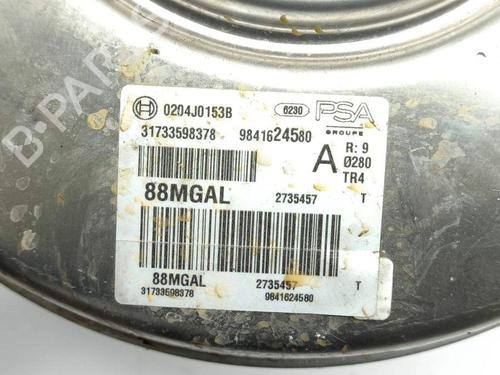 0204J0153B 6230 PSA
GROUPE
31733598378 9841624580 A R: 9
Ø280
TR4
88MGAL 2735457 T
88MGAL 2735457 T
31733598378 9841624580
B-PARTS